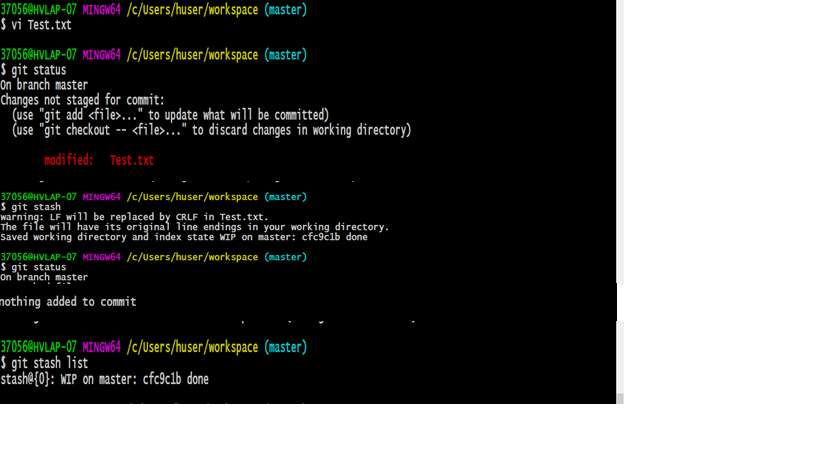 37056@HVLAP-07 MINGW64 /c/Users/huser/workspace (master)
$ vi Test.txt
37056@HVLAP-07 MINGW64 /c/Users/huser/workspace (master)
$ git status
On branch master
Changes not staged for commit:
  (use "git add <file>..." to update what will be committed)
  (use "git checkout -- <file>..." to discard changes in working directory)
modified:   Test.txt
37056@HVLAP-07 MINGW64 /c/Users/huser/workspace (master)
$ git stash
warning: LF will be replaced by CRLF in Test.txt.
The file will have its original line endings in your working directory.
Saved working directory and index state WIP on master: cfc9c1b done
37056@HVLAP-07 MINGW64 /c/Users/huser/workspace (master)
$ git status
On branch master
nothing added to commit
37056@HVLAP-07 MINGW64 /c/Users/huser/workspace (master)
$ git stash list
stash@{0}: WIP on master: cfc9c1b done